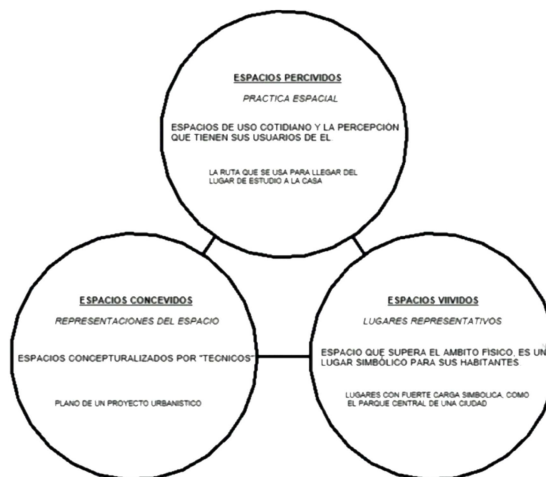 ESPACIOS PERCIVIDOS
PRACTICA ESPACIAL
ESPACIOS DE USO COTIDIANO Y LA PERCEPCIÓN
QUE TIENEN SUS USUARIOS DE EL
LA RUTA QUE SE USA PARA LLEGAR DEL
LUGAR DE ESTUDIO A LA CASA
ESPACIOS CONCEVIDOS
REPRESENTACIONES DEL ESPACIO
ESPACIOS CONCEPTURALIZADOS POR "TECNICOS"
PLANO DE UN PROYECTO URBANISTICO
ESPACIOS VIIVIDOS
LUGARES REPRESENTATIVOS
ESPACIO QUE SUPERA EL AMBITO FÍSICO, ES UN
LUGAR SIMBÓLICO PARA SUS HABITANTES.
LUGARES CON FUERTE CARGA SIMBOLICA, COMO
EL PARQUE CENTRAL DE UNA CIUDAD